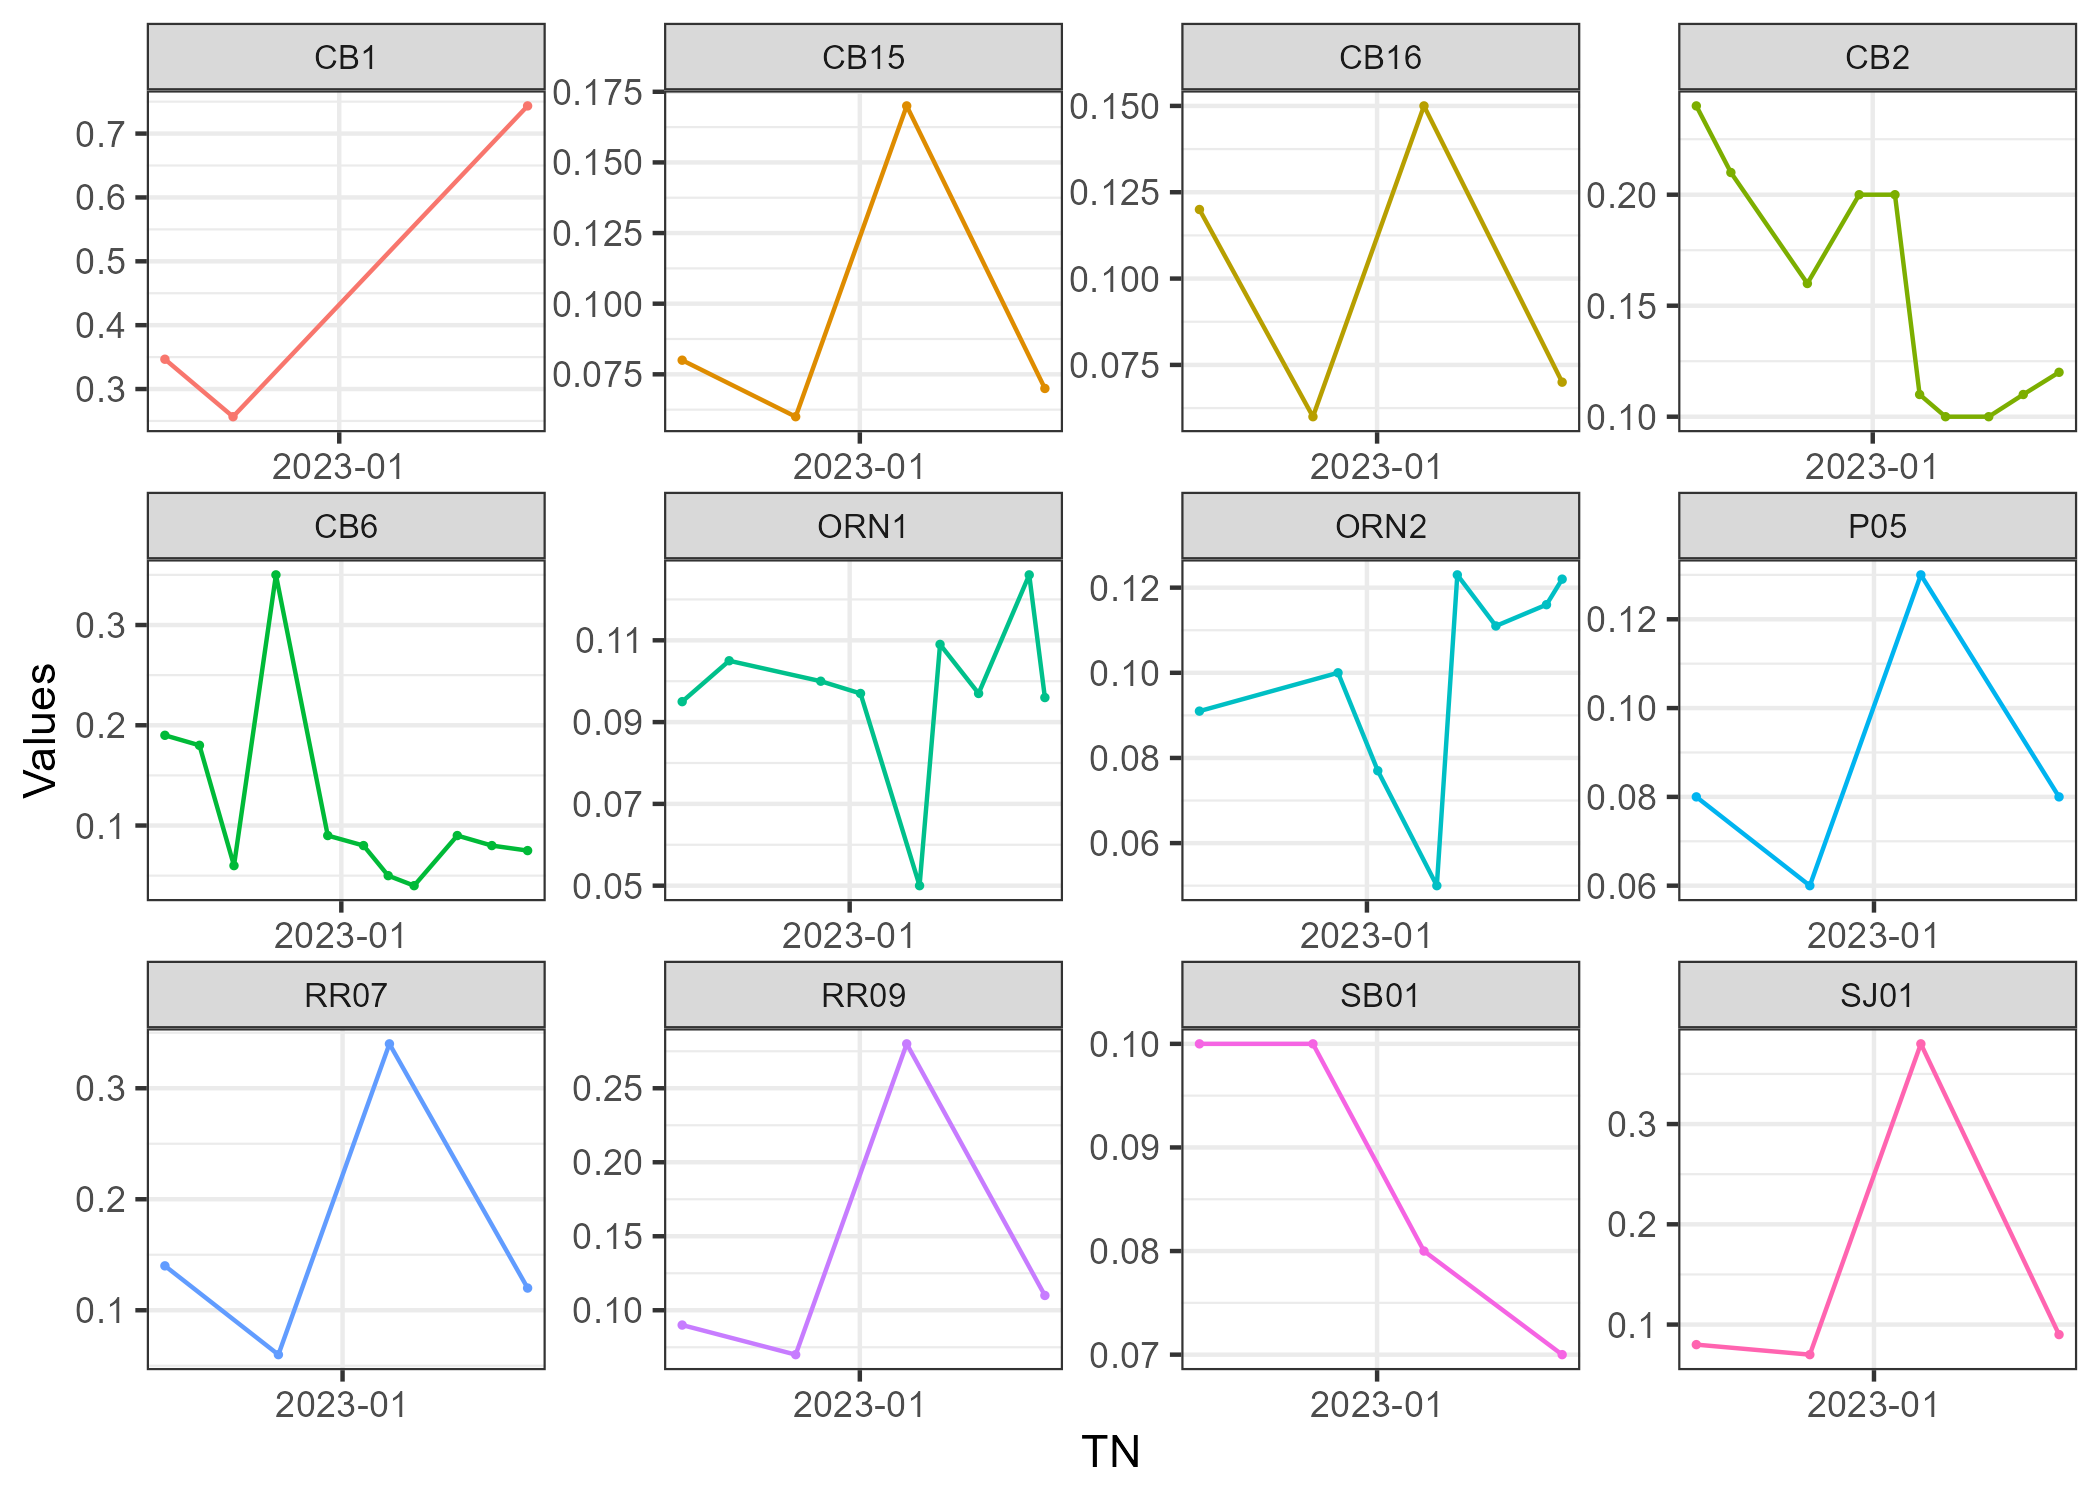 CB1 CB15 CB16 CB2
0.7 0.6 0.5 0.4 0.3
0.175 0.150 0.125 0.100 0.075
0.150 0.125 0.100 0.075
0.20 0.15 0.10
2023-01 2023-01 2023-01 2023-01
CB6 ORN1 ORN2 P05
0.3 0.2 0.1
0.11 0.09 0.07 0.05
0.12 0.10 0.08 0.06
0.12 0.10 0.08 0.06
2023-01 2023-01 2023-01 2023-01
Values
RR07 RR09 SB01 SJ01
0.3 0.2 0.1
0.25 0.20 0.15 0.10
0.10 0.09 0.08 0.07
0.3 0.2 0.1
2023-01 2023-01 2023-01 2023-01
TN